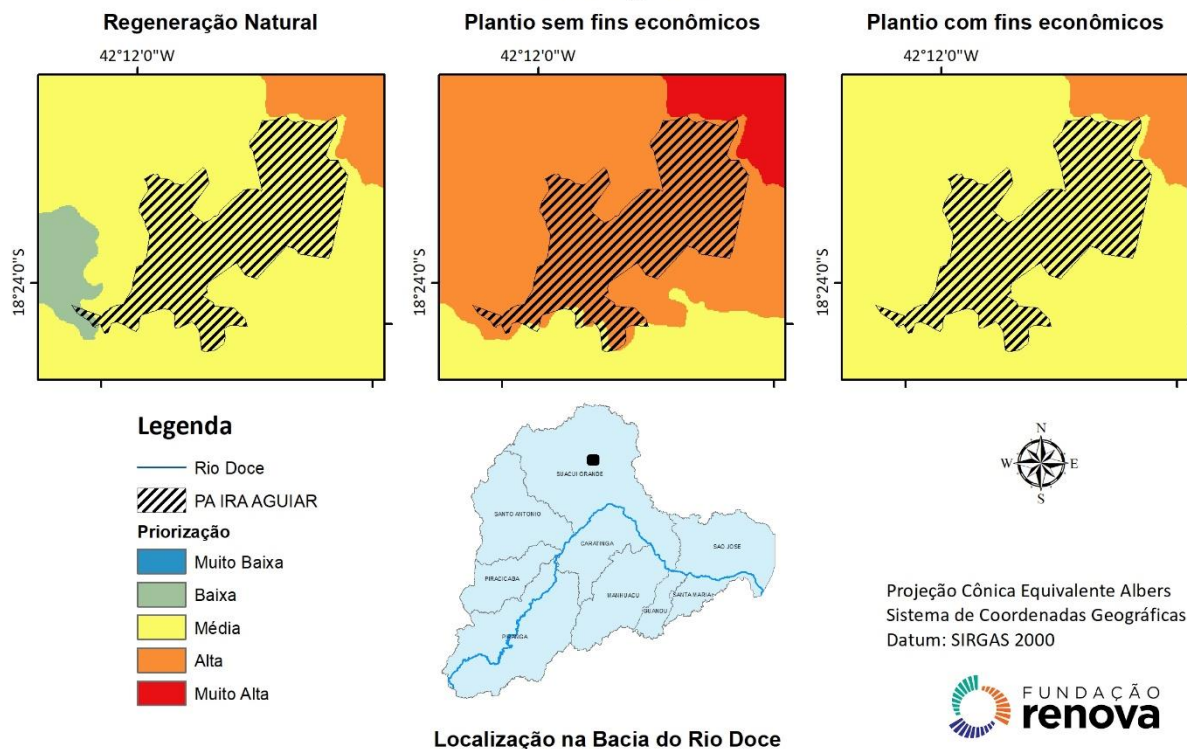 Regeneração Natural
Plantio sem fins econômicos
Plantio com fins econômicos
42°12'0"W
42°12'0"W
42°12'0"W
18°24'0"S
18°24'0"S
18°24'0"S
Legenda
Rio Doce
PA IRA AGUIAR
Priorização
Muito Baixa
Baixa
Média
Alta
Muito Alta
SUACUI GRANDE
SANTO ANTONIO
CARATINGA
SAO JOSE
PIRACICABA
MANHUACU
SANTA MARIA
GUANDU
PIRANGA
Localização na Bacia do Rio Doce
N
W
E
S
Projeção Cônica Equivalente Albers
Sistema de Coordenadas Geográficas
Datum: SIRGAS 2000
FUNDAÇÃO
renova